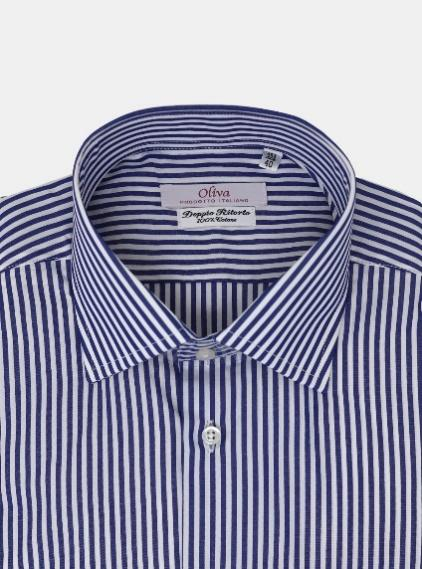 Oliva
PRODOTTO ITALIANO
Doppio Ritorto
100% Cotone
40